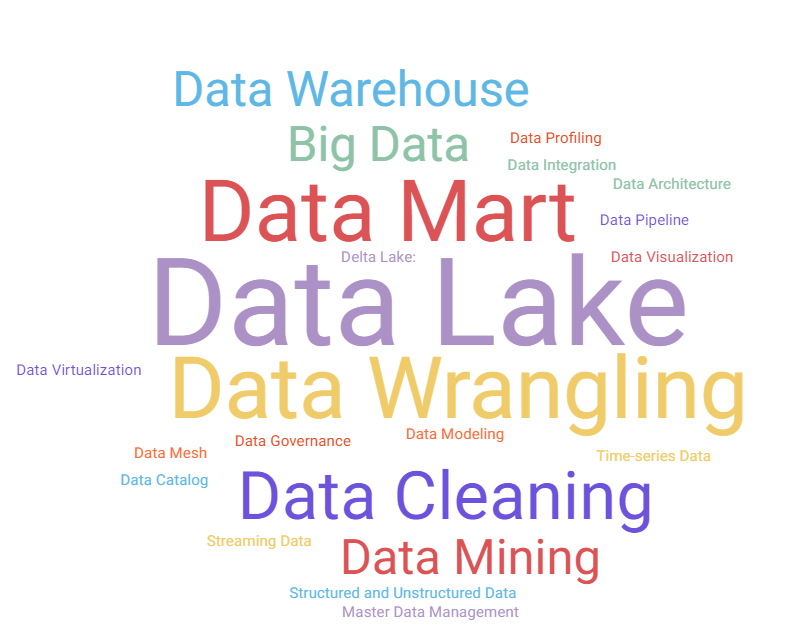 Data Warehouse
Big Data
Data Profiling
Data Integration
Data Architecture
Data Mart
Data Pipeline
Delta Lake:
Data Visualization
Data Lake
Data Virtualization
Data Wrangling
Data Modeling
Data Governance
Data Mesh
Time-series Data
Data Catalog
Data Cleaning
Streaming Data
Data Mining
Structured and Unstructured Data
Master Data Management